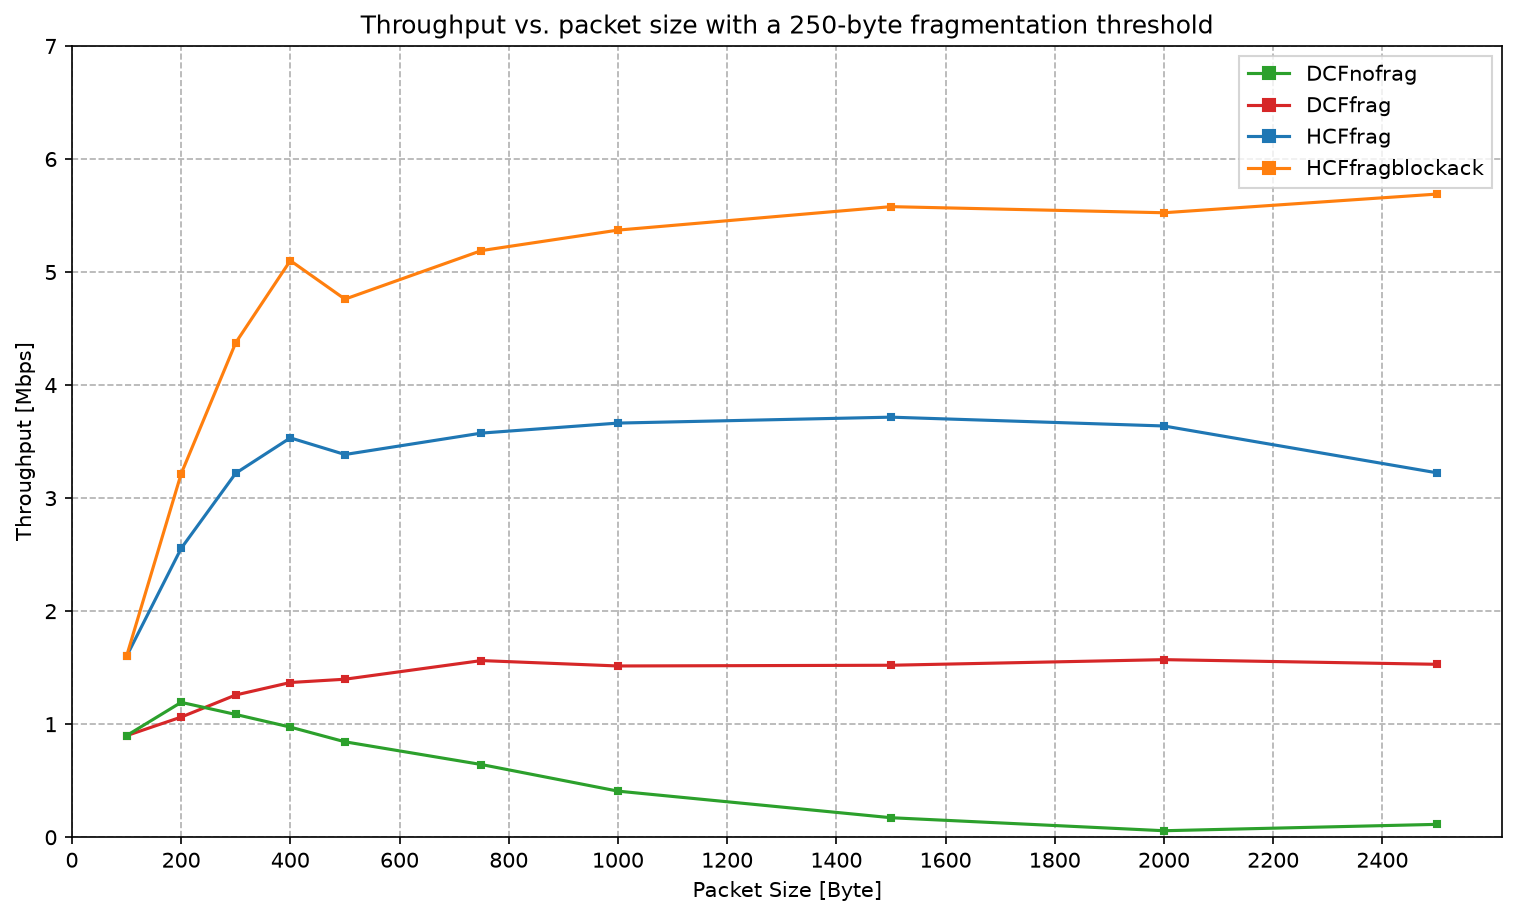 Throughput vs. packet size with a 250-byte fragmentation threshold
7
6
5
4
3
2
1
0
Throughput [Mbps]
DCFnofrag
DCFfrag
HCFfrag
HCFfragblockack
0 200 400 600 800 1000 1200 1400 1600 1800 2000 2200 2400
Packet Size [Byte]